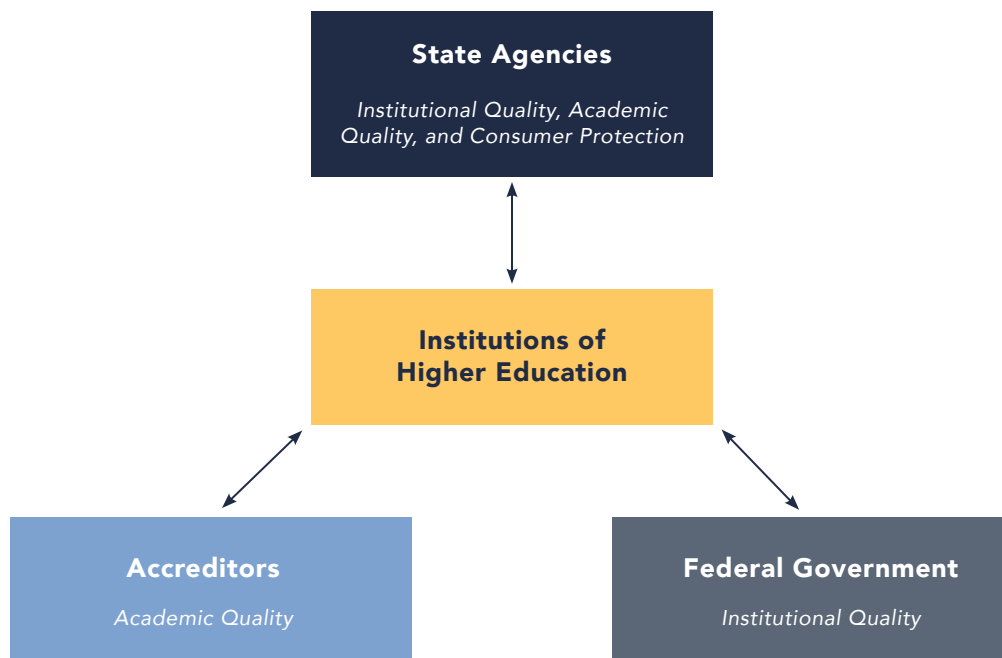 State Agencies
Institutional Quality, Academic
Quality, and Consumer Protection
Institutions of
Higher Education
Accreditors
Academic Quality
Federal Government
Institutional Quality